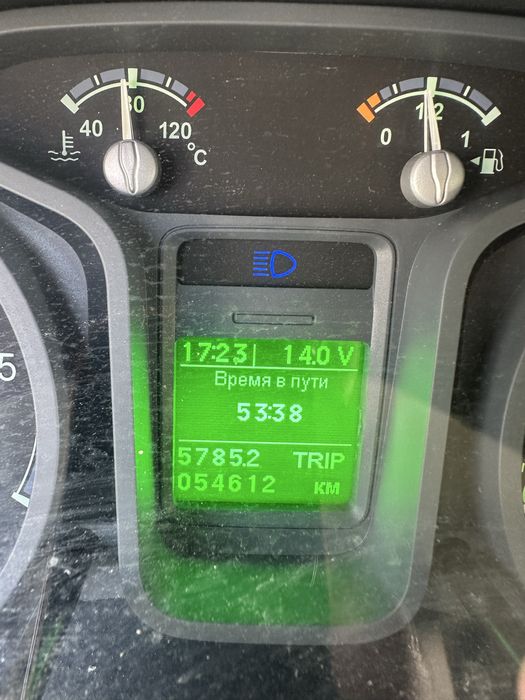 40 80 120 °C
0 1/2 1
17:23 14.0 V
Время в пути
53:38
5785.2 TRIP
054612 км
5